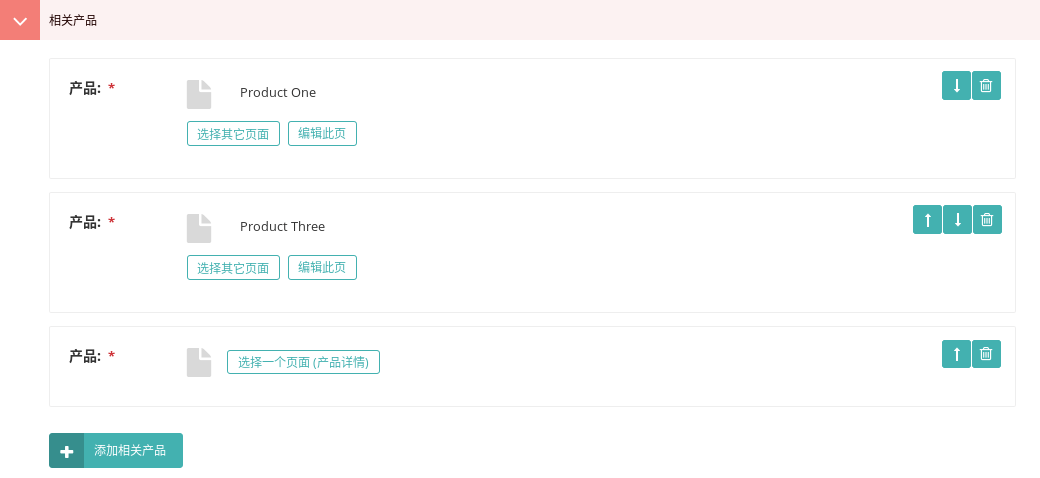 相关产品
产品: *
Product One
选择其它页面 编辑此页
产品: *
Product Three
选择其它页面 编辑此页
产品: *
选择一个页面 (产品详情)
添加相关产品